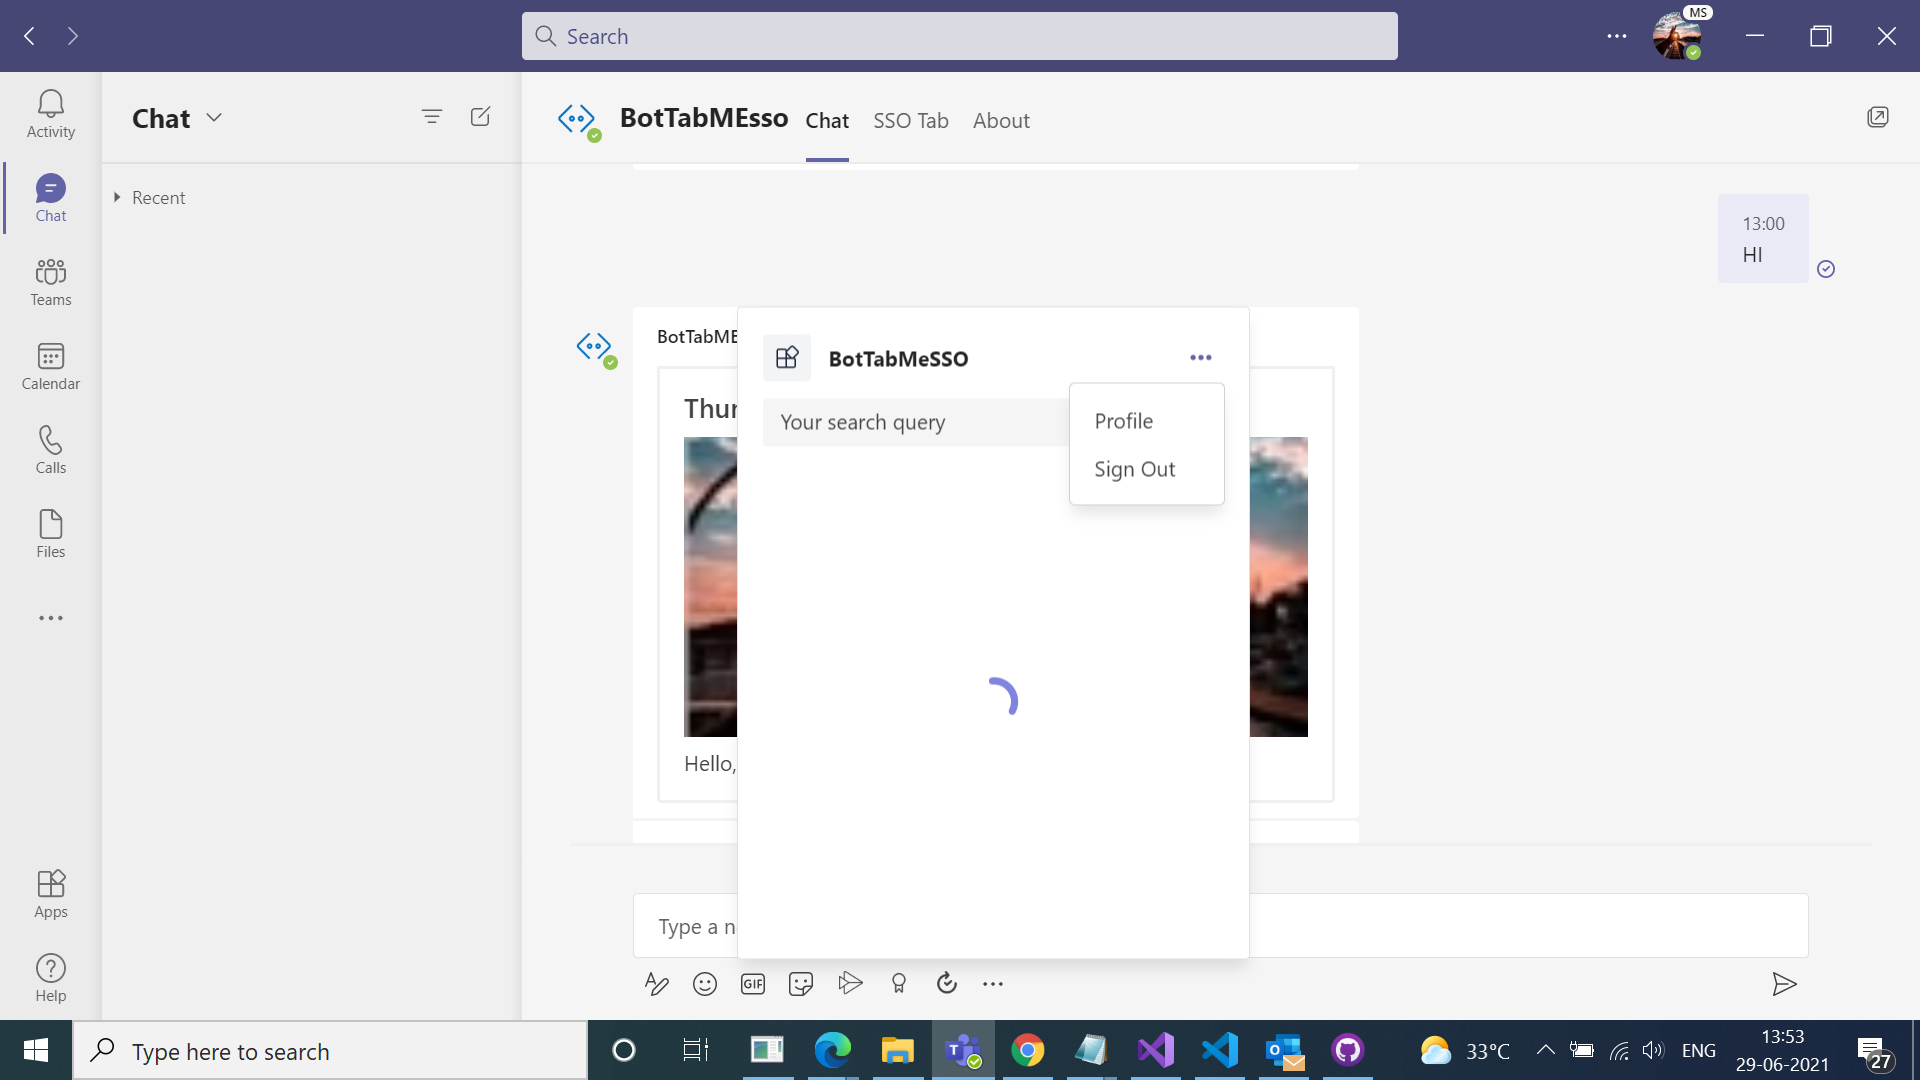 Search
MS
Activity
Chat
Teams
Calendar
Calls
Files
Apps
Help
Chat
Recent
BotTabMEsso
Chat
SSO Tab
About
13:00
HI
BotTabME
Thur
Hello,
BotTabMeSSO
Your search query
Profile
Sign Out
Type a n
GIF
Type here to search
33°C
ENG
13:53
29-06-2021
27